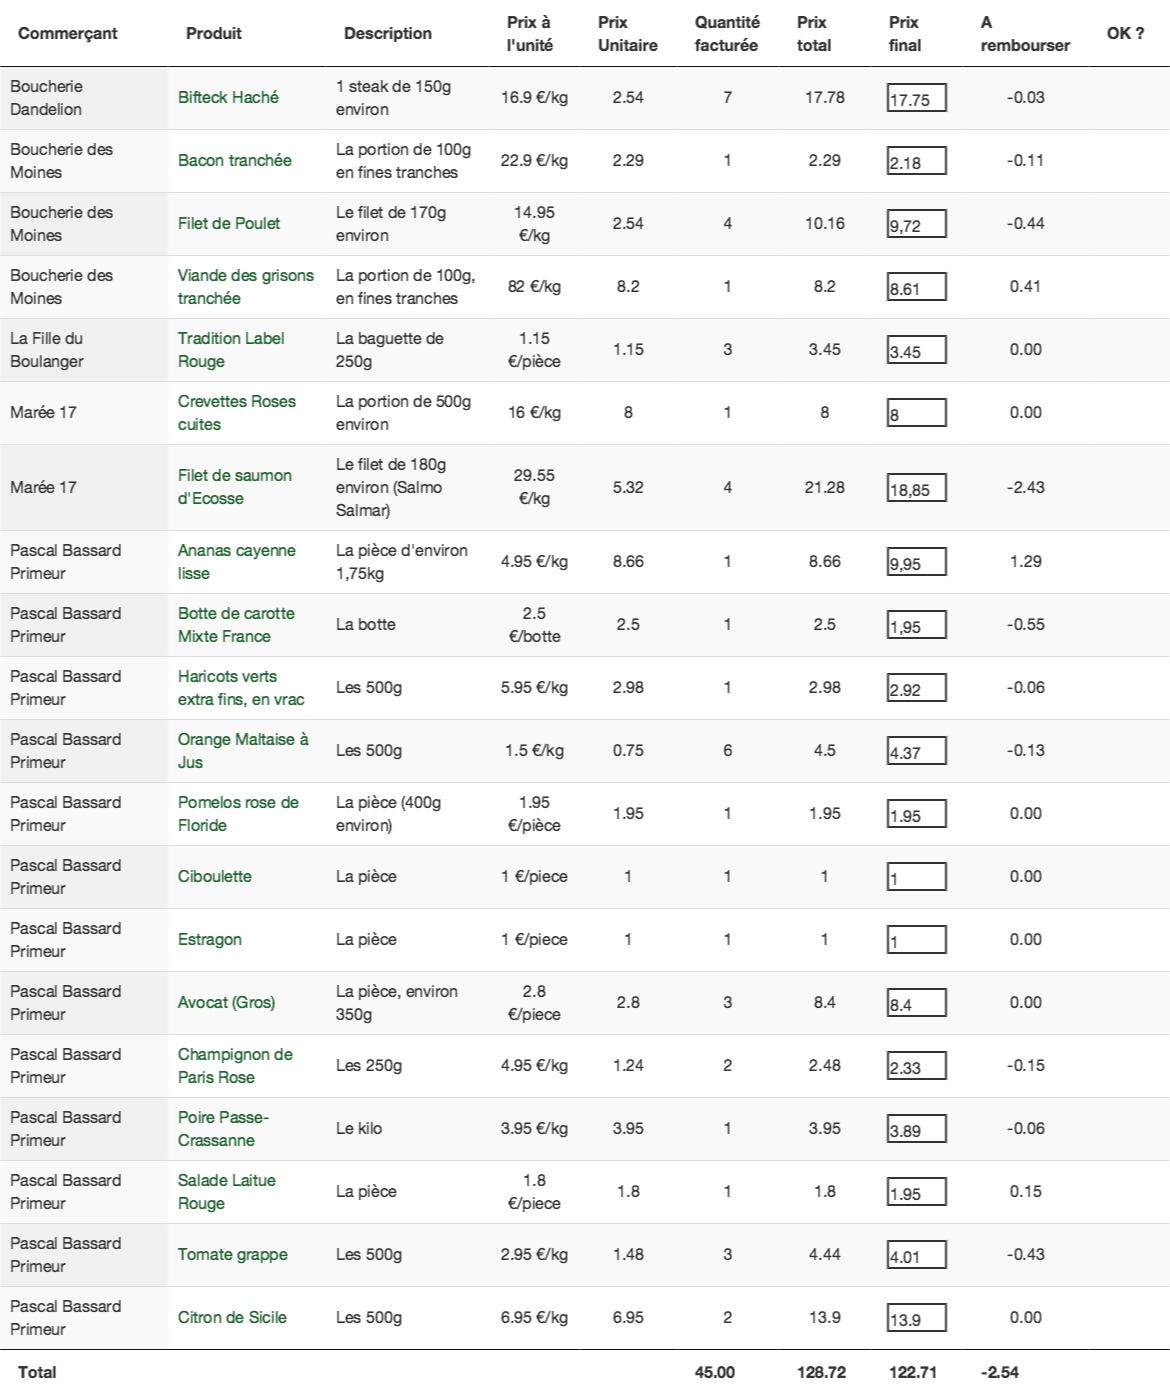 Commerçant Produit Description Prix à l'unité Prix Unitaire Quantité facturée Prix total Prix final A rembourser OK ?
Boucherie Dandelion Bifteck Haché 1 steak de 150g environ 16.9 €/kg 2.54 7 17.78 17.75 -0.03
Boucherie des Moines Bacon tranchée La portion de 100g en fines tranches 22.9 €/kg 2.29 1 2.29 2.18 -0.11
Boucherie des Moines Filet de Poulet Le filet de 170g environ 14.95 €/kg 2.54 4 10.16 9,72 -0.44
Boucherie des Moines Viande des grisons tranchée La portion de 100g, en fines tranches 82 €/kg 8.2 1 8.2 8.61 0.41
La Fille du Boulanger Tradition Label Rouge La baguette de 250g 1.15 €/pièce 1.15 3 3.45 3.45 0.00
Marée 17 Crevettes Roses cuites La portion de 500g environ 16 €/kg 8 1 8 8 0.00
Marée 17 Filet de saumon d'Ecosse Le filet de 180g environ (Salmo Salmar) 29.55 €/kg 5.32 4 21.28 18,85 -2.43
Pascal Bassard Primeur Ananas cayenne lisse La pièce d'environ 1,75kg 4.95 €/kg 8.66 1 8.66 9,95 1.29
Pascal Bassard Primeur Botte de carotte Mixte France La botte 2.5 €/botte 2.5 1 2.5 1,95 -0.55
Pascal Bassard Primeur Haricots verts extra fins, en vrac Les 500g 5.95 €/kg 2.98 1 2.98 2.92 -0.06
Pascal Bassard Primeur Orange Maltaise à Jus Les 500g 1.5 €/kg 0.75 6 4.5 4.37 -0.13
Pascal Bassard Primeur Pomelos rose de Floride La pièce (400g environ) 1.95 €/pièce 1.95 1 1.95 1.95 0.00
Pascal Bassard Primeur Ciboulette La pièce 1 €/piece 1 1 1 1 0.00
Pascal Bassard Primeur Estragon La pièce 1 €/piece 1 1 1 1 0.00
Pascal Bassard Primeur Avocat (Gros) La pièce, environ 350g 2.8 €/piece 2.8 3 8.4 8.4 0.00
Pascal Bassard Primeur Champignon de Paris Rose Les 250g 4.95 €/kg 1.24 2 2.48 2.33 -0.15
Pascal Bassard Primeur Poire Passe-Crassanne Le kilo 3.95 €/kg 3.95 1 3.95 3.89 -0.06
Pascal Bassard Primeur Salade Laitue Rouge La pièce 1.8 €/piece 1.8 1 1.8 1.95 0.15
Pascal Bassard Primeur Tomate grappe Les 500g 2.95 €/kg 1.48 3 4.44 4.01 -0.43
Pascal Bassard Primeur Citron de Sicile Les 500g 6.95 €/kg 6.95 2 13.9 13.9 0.00
Total 45.00 128.72 122.71 -2.54